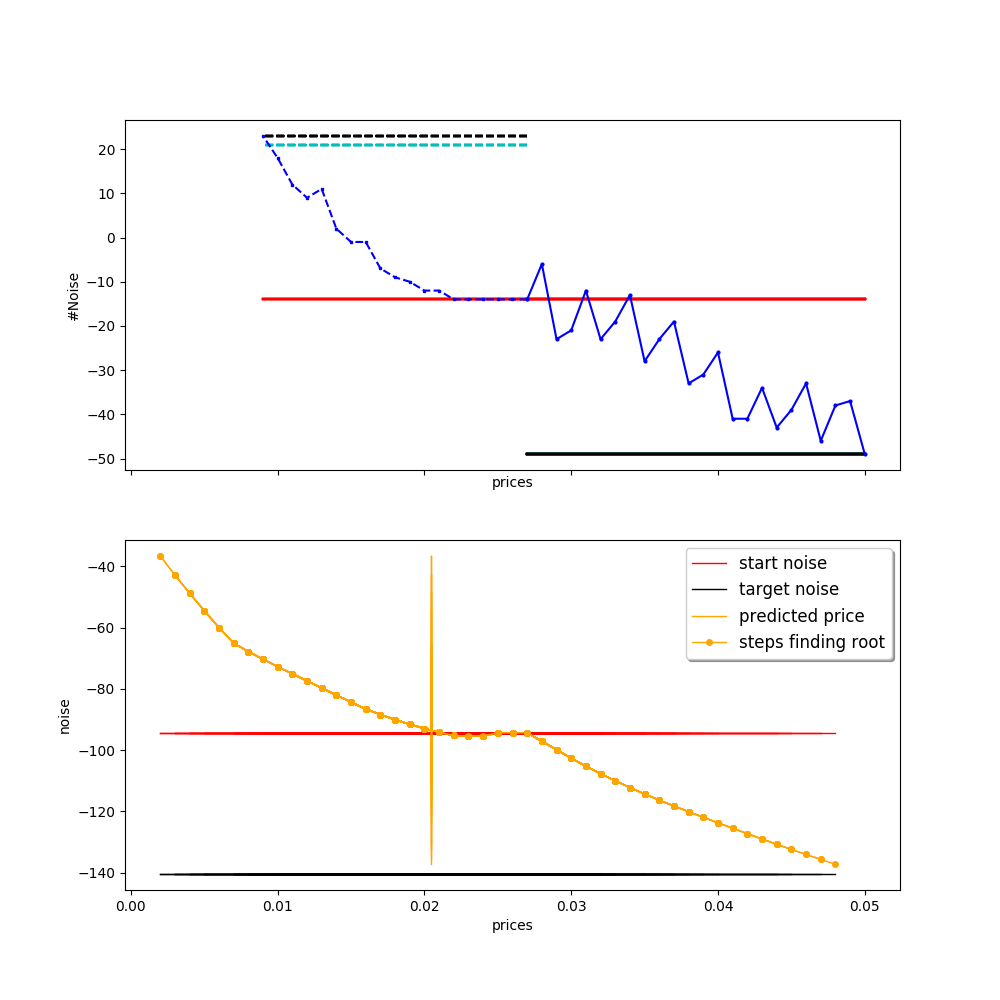 20
10
0
−10
−20
−30
−40
−50
#Noise
prices
−40
−60
−80
−100
−120
−140
noise
start noise
target noise
predicted price
steps finding root
0.00 0.01 0.02 0.03 0.04 0.05
prices